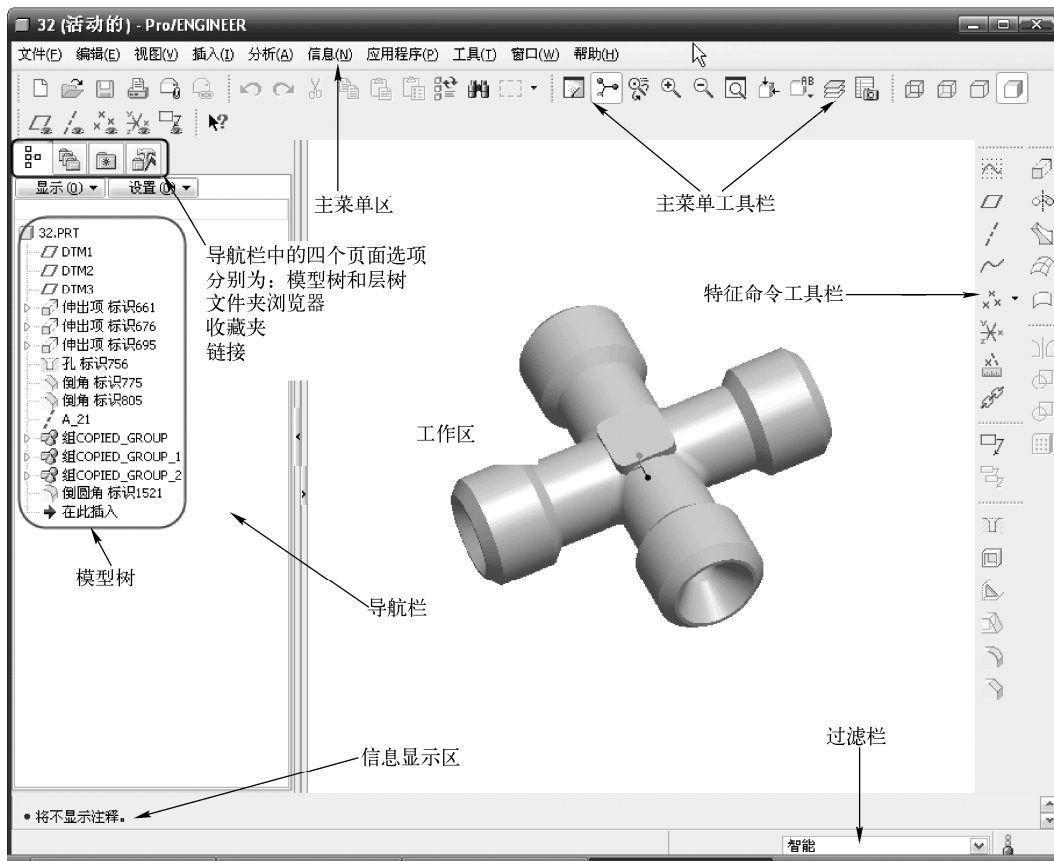 32 (活动的) - Pro/ENGINEER
文件(F) 编辑(E) 视图(V) 插入(I) 分析(A) 信息(N) 应用程序(P) 工具(T) 窗口(W) 帮助(H)
显示(O) 设置
主菜单区
主菜单工具栏
32.PRT
DTM1
DTM2
DTM3
伸出项 标识661
伸出项 标识676
伸出项 标识695
孔 标识756
倒角 标识775
倒角 标识805
A_21
组COPIED_GROUP
组COPIED_GROUP_1
组COPIED_GROUP_2
倒圆角 标识1521
在此插入
导航栏中的四个页面选项
分别为：模型树和层树
文件夹浏览器
收藏夹
链接
特征命令工具栏
工作区
模型树
导航栏
信息显示区
过滤栏
将不显示注释。
智能